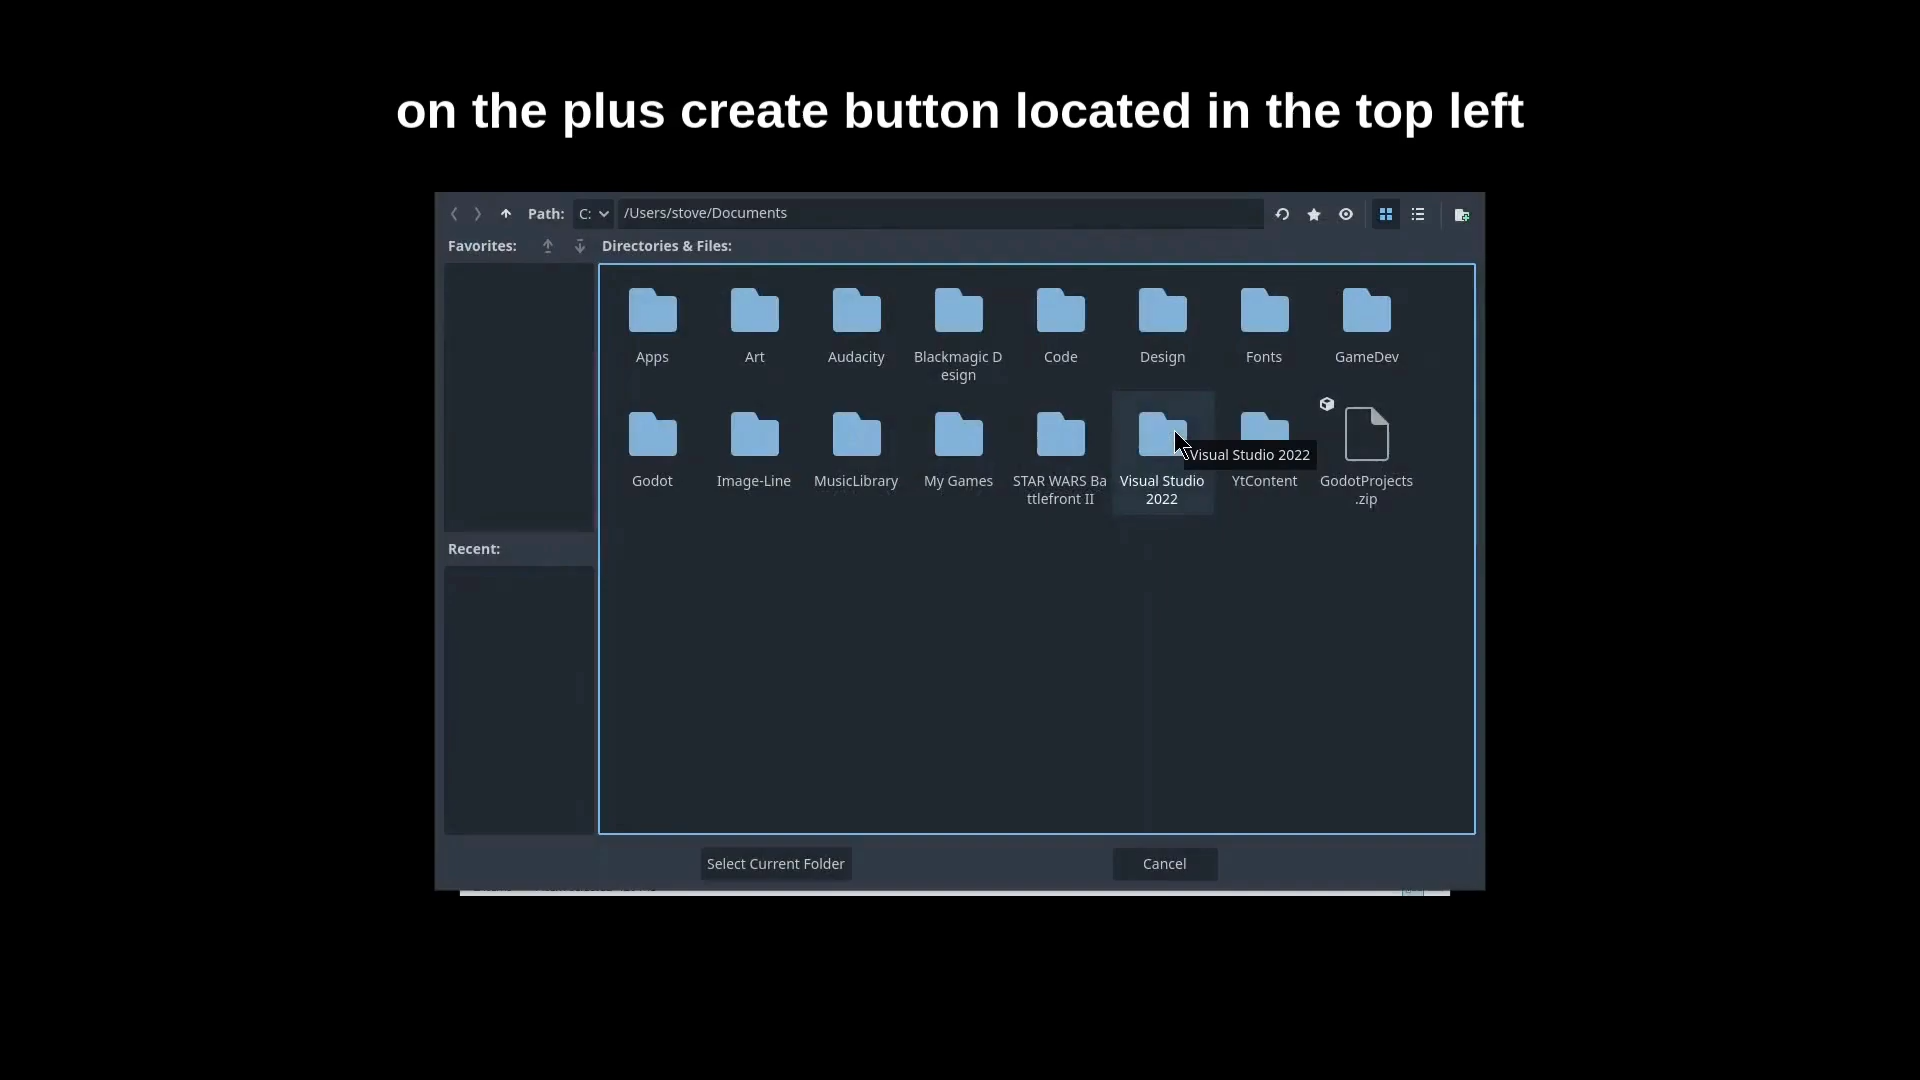 on the plus create button located in the top left
Path: C: /Users/stove/Documents
Favorites: Directories & Files:
Apps Art Audacity Blackmagic D Code Design Fonts GameDev
esign
Visual Studio 2022
Godot Image-Line MusicLibrary My Games STAR WARS Ba Visual Studio YtContent GodotProjects
ttlefront II 2022 .zip
Recent:
Select Current Folder Cancel